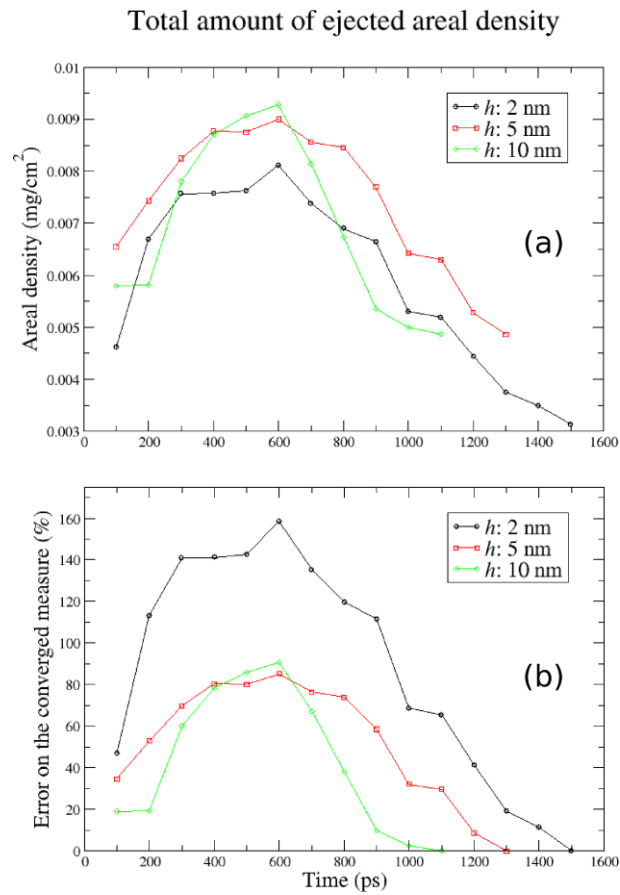 Total amount of ejected areal density
0.01
0.009
0.008
0.007
0.006
0.005
0.004
0.003
Areal density (mg/cm²)
h: 2 nm
h: 5 nm
h: 10 nm
(a)
0 200 400 600 800 1000 1200 1400 1600
160
140
120
100
80
60
40
20
0
Error on the converged measure (%)
h: 2 nm
h: 5 nm
h: 10 nm
(b)
0 200 400 600 800 1000 1200 1400 1600
Time (ps)